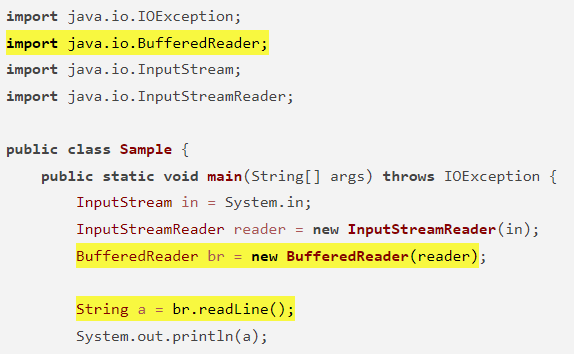 import java.io.IOException;
import java.io.BufferedReader;
import java.io.InputStream;
import java.io.InputStreamReader;
public class Sample {
public static void main(String[] args) throws IOException {
InputStream in = System.in;
InputStreamReader reader = new InputStreamReader(in);
BufferedReader br = new BufferedReader(reader);
String a = br.readLine();
System.out.println(a);